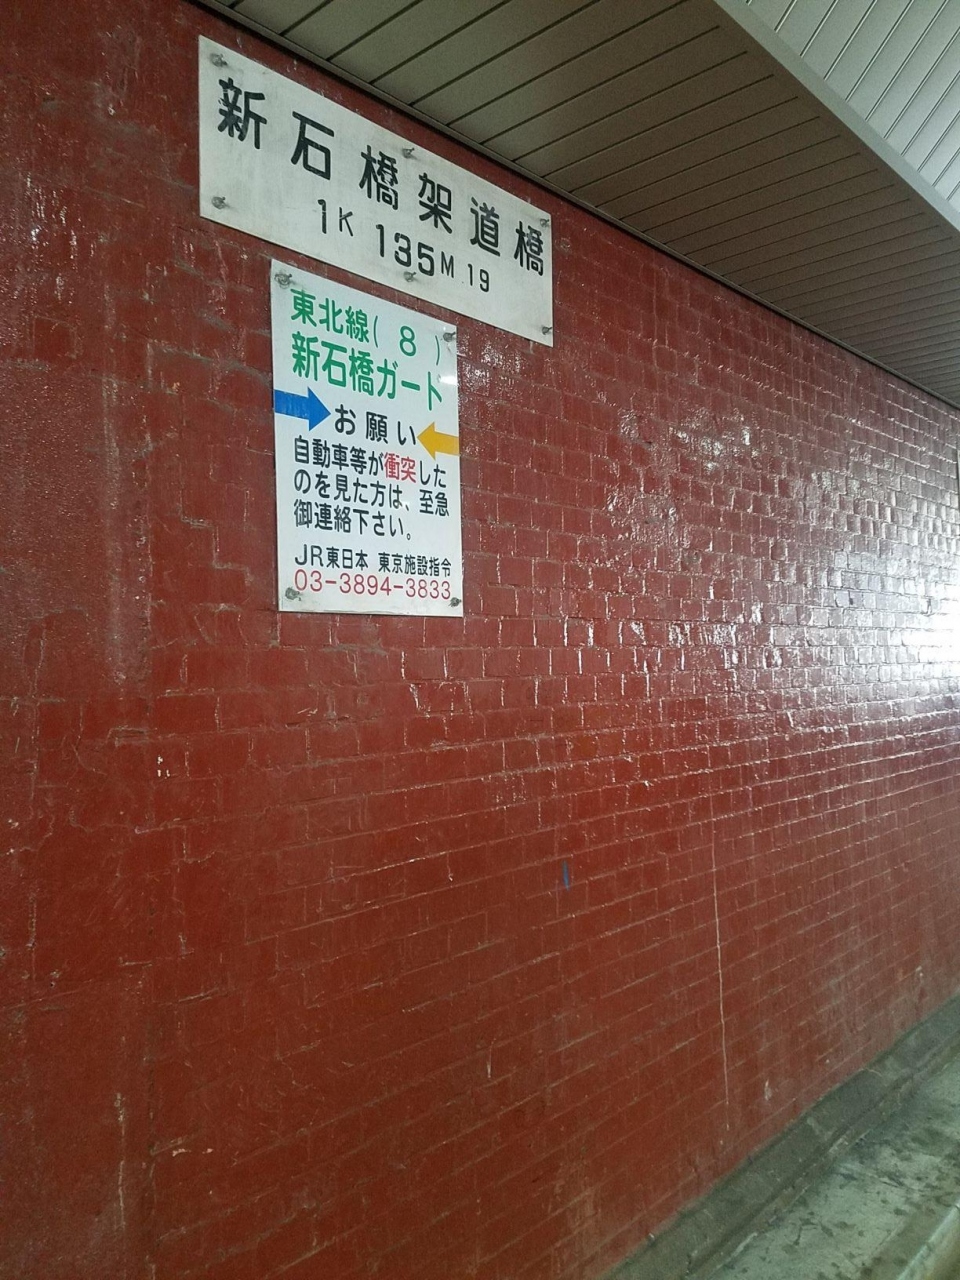 新石橋架道橋
1K 135M 19
東北線( 8 )
新石橋ガード
お願い
自動車等が衝突した
のを見た方は、至急
御連絡下さい。
JR東日本 東京施設指令
03-3894-3833